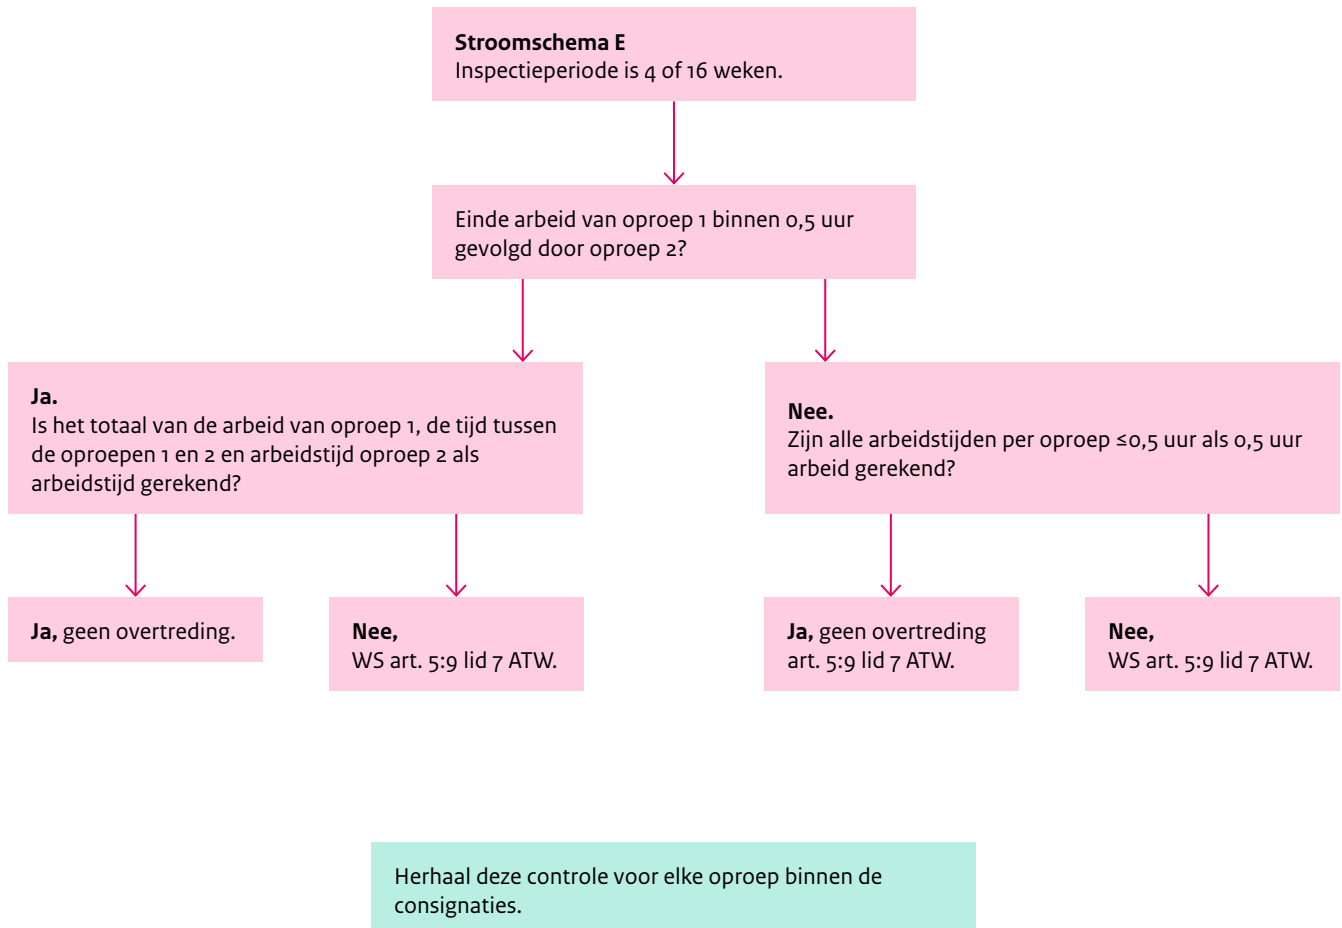 Stroomschema E
Inspectieperiode is 4 of 16 weken.
Einde arbeid van oproep 1 binnen 0,5 uur
gevolgd door oproep 2?
Ja.
Is het totaal van de arbeid van oproep 1, de tijd tussen
de oproepen 1 en 2 en arbeidstijd oproep 2 als
arbeidstijd gerekend?
Nee.
Zijn alle arbeidstijden per oproep ≤0,5 uur als 0,5 uur
arbeid gerekend?
Ja, geen overtreding.
Nee,
WS art. 5:9 lid 7 ATW.
Ja, geen overtreding
art. 5:9 lid 7 ATW.
Nee,
WS art. 5:9 lid 7 ATW.
Herhaal deze controle voor elke oproep binnen de
consignaties.